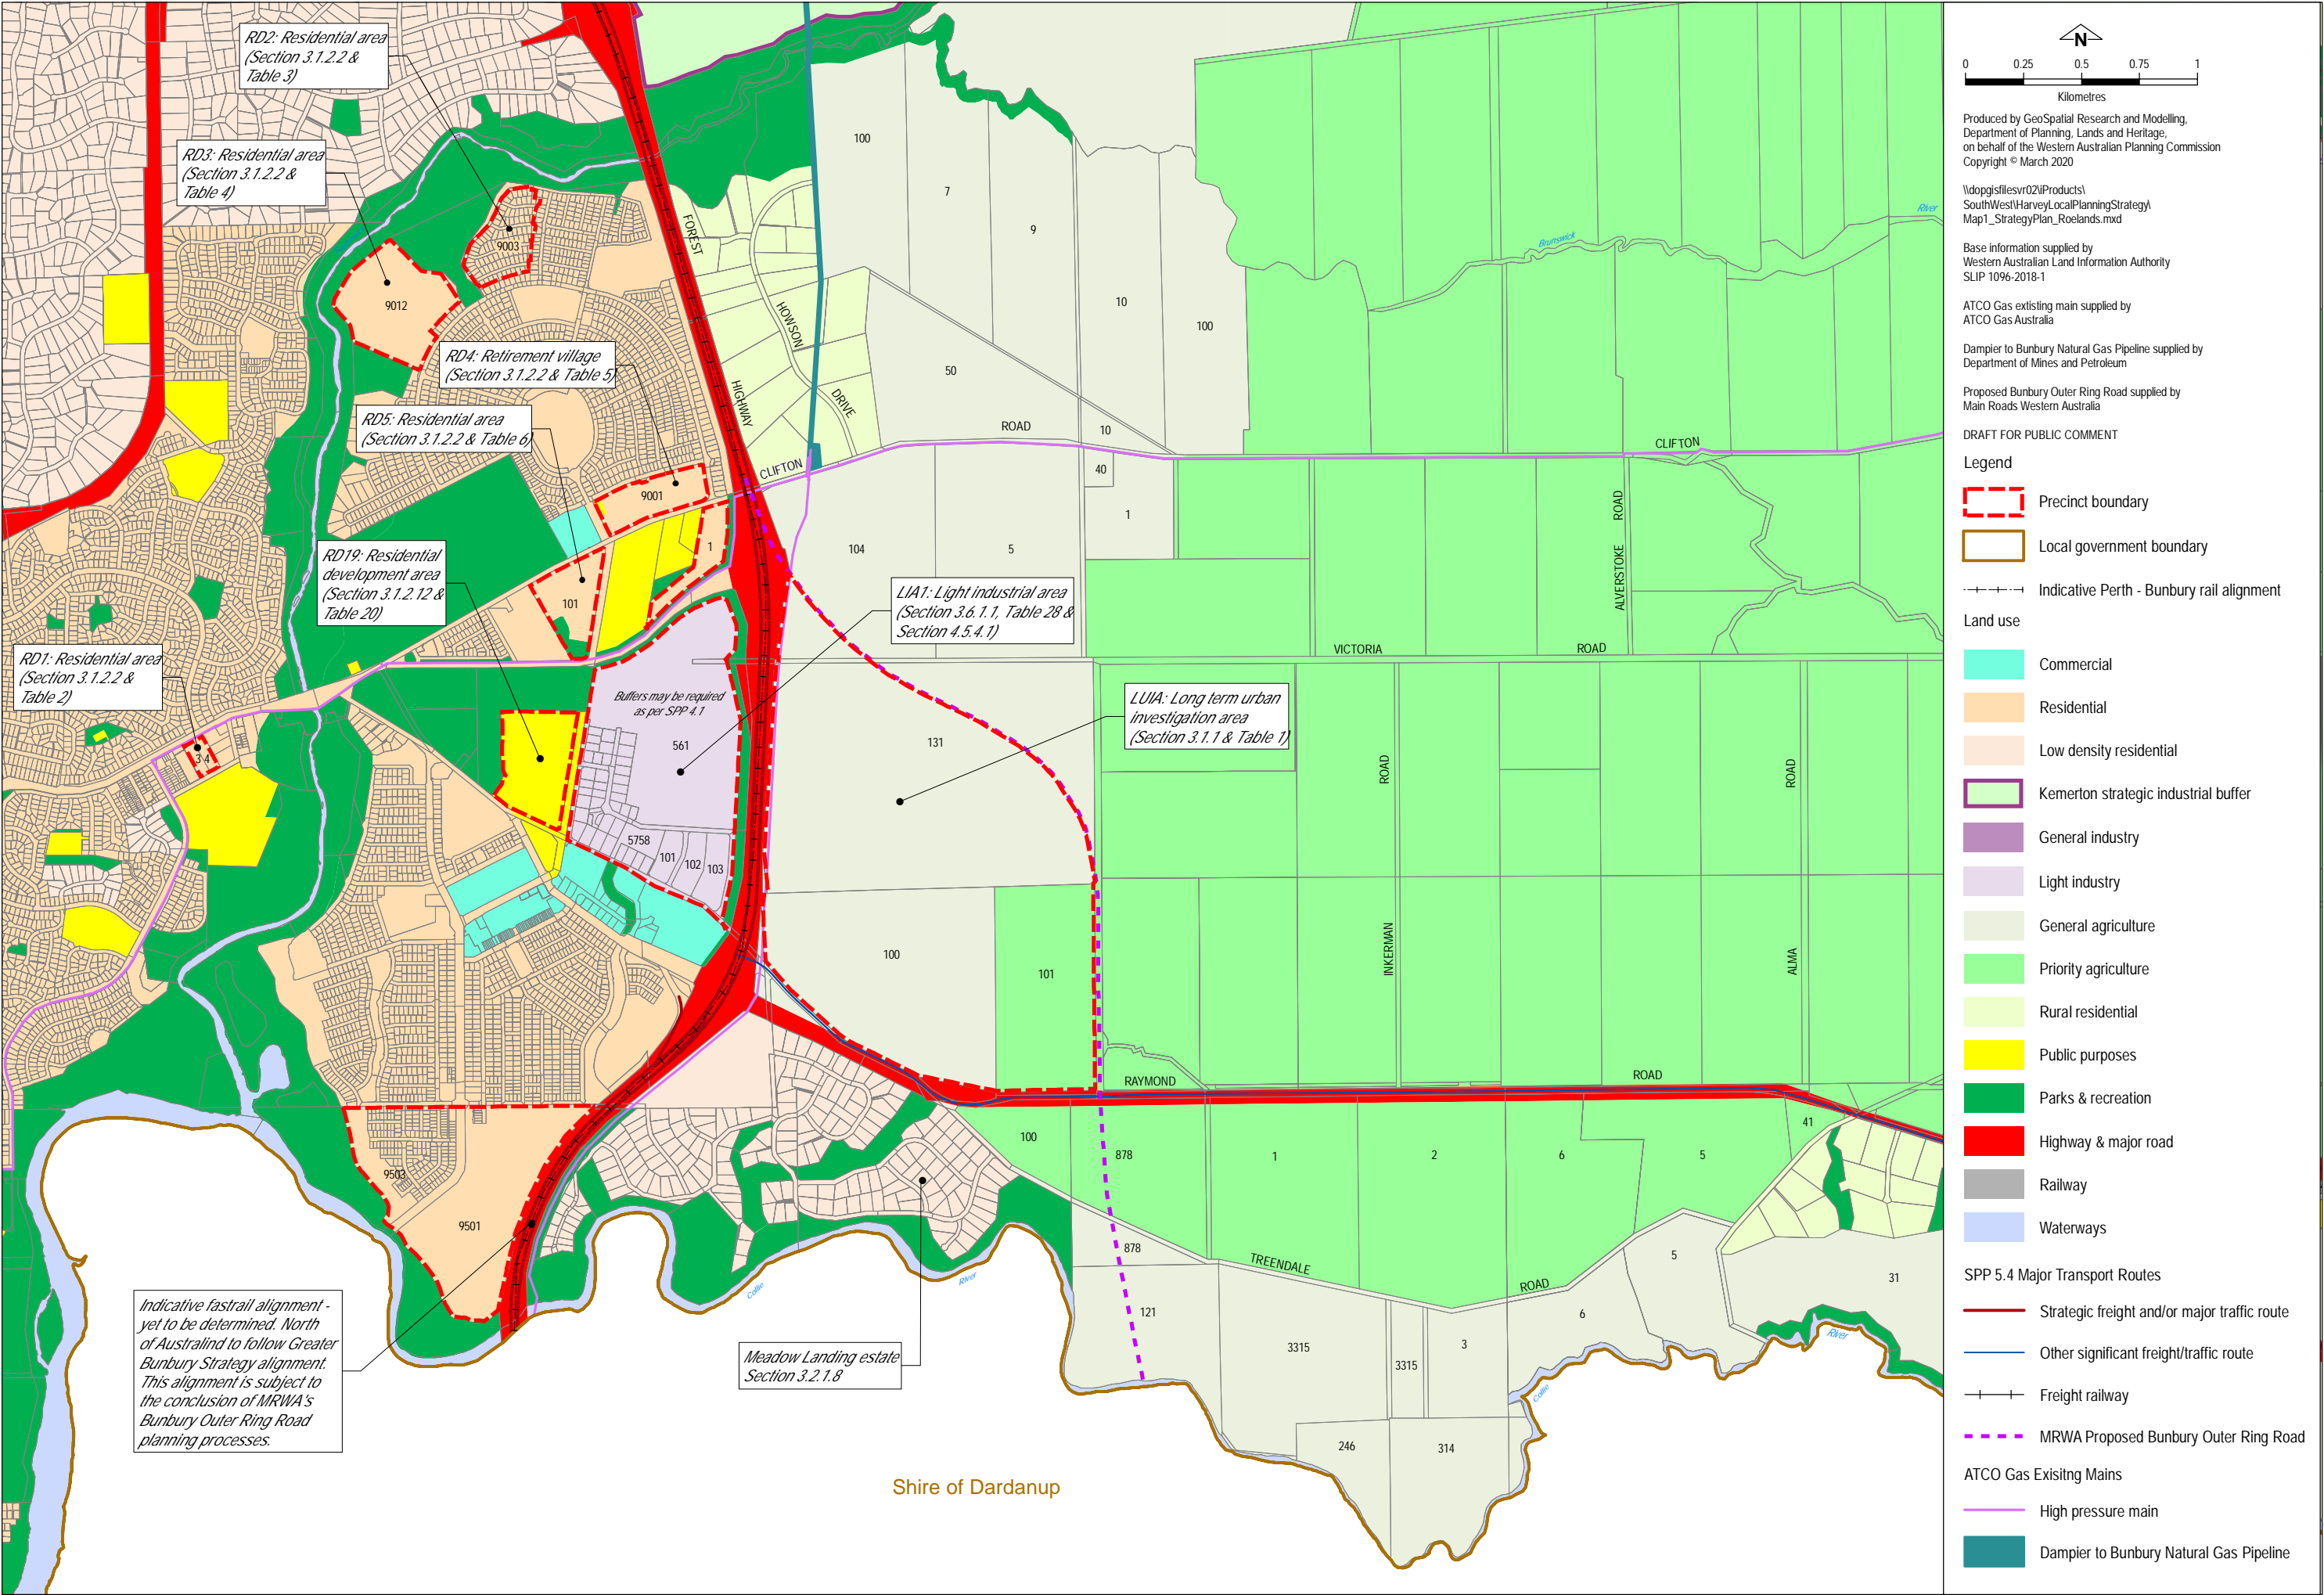 RD2: Residential area
(Section 3.1.2.2 &
Table 3)
RD3: Residential area
(Section 3.1.2.2 &
Table 4)
9003
9012
RD4: Retirement village
(Section 3.1.2.2 & Table 5)
RD5: Residential area
(Section 3.1.2.2 & Table 6)
9001
1
101
RD19: Residential
development area
(Section 3.1.2.12 &
Table 20)
RD1: Residential area
(Section 3.1.2.2 &
Table 2)
3 4
LIA1: Light industrial area
(Section 3.6.1.1, Table 28 &
Section 4.5.4.1)
Buffers may be required
as per SPP 4.1
561
5758
101
102
103
LUIA: Long term urban
investigation area
(Section 3.1.1 & Table 1)
131
100
101
FOREST
HIGHWAY
HOWSON
DRIVE
CLIFTON
ROAD
CLIFTON
100
7
9
10
100
50
10
40
1
104
5
Brunswick
River
ALVERSTOKE
ROAD
VICTORIA
ROAD
INKERMAN
ROAD
ALMA
ROAD
RAYMOND
ROAD
100
878
1
2
6
5
41
878
121
TREENDALE
ROAD
3315
3315
3
6
5
31
246
314
Collie
River
Collie
River
9503
9501
Indicative fastrail alignment -
yet to be determined. North
of Australind to follow Greater
Bunbury Strategy alignment.
This alignment is subject to
the conclusion of MRWA's
Bunbury Outer Ring Road
planning processes.
Meadow Landing estate
Section 3.2.1.8
Shire of Dardanup
N
0 0.25 0.5 0.75 1
Kilometres
Produced by GeoSpatial Research and Modelling,
Department of Planning, Lands and Heritage,
on behalf of the Western Australian Planning Commission
Copyright © March 2020
\\dopgisfilesvr02\iProducts\
SouthWest\HarveyLocalPlanningStrategy\
Map1_StrategyPlan_Roelands.mxd
Base information supplied by
Western Australian Land Information Authority
SLIP 1096-2018-1
ATCO Gas extisting main supplied by
ATCO Gas Australia
Dampier to Bunbury Natural Gas Pipeline supplied by
Department of Mines and Petroleum
Proposed Bunbury Outer Ring Road supplied by
Main Roads Western Australia
DRAFT FOR PUBLIC COMMENT
Legend
Precinct boundary
Local government boundary
Indicative Perth - Bunbury rail alignment
Land use
Commercial
Residential
Low density residential
Kemerton strategic industrial buffer
General industry
Light industry
General agriculture
Priority agriculture
Rural residential
Public purposes
Parks & recreation
Highway & major road
Railway
Waterways
SPP 5.4 Major Transport Routes
Strategic freight and/or major traffic route
Other significant freight/traffic route
Freight railway
MRWA Proposed Bunbury Outer Ring Road
ATCO Gas Exisitng Mains
High pressure main
Dampier to Bunbury Natural Gas Pipeline